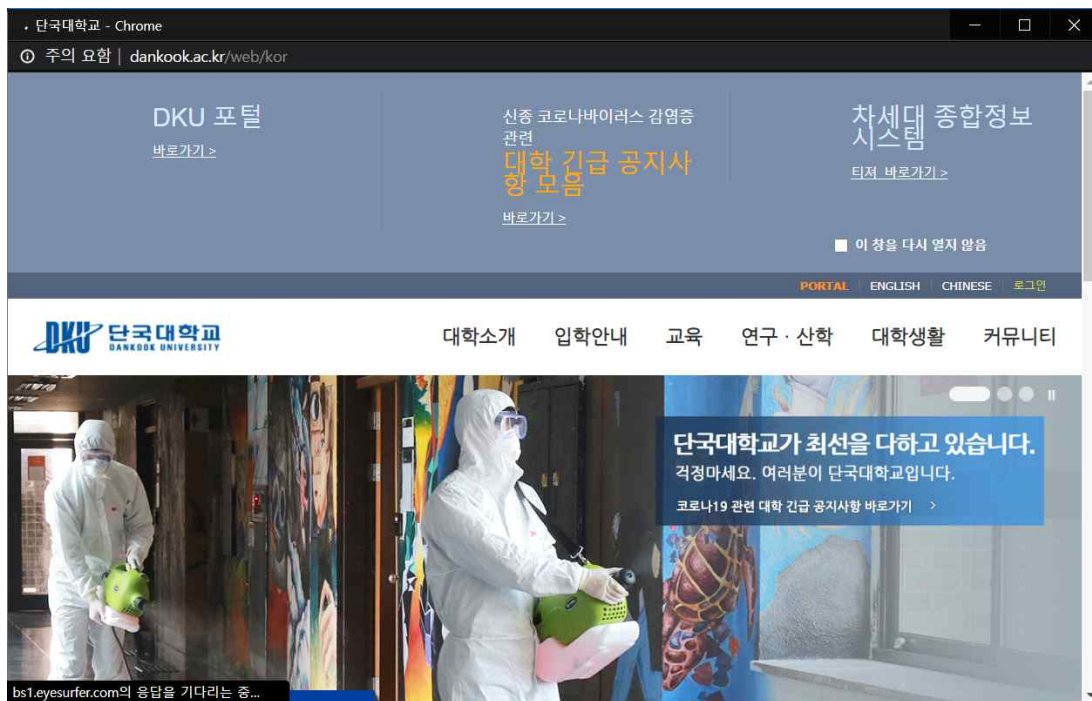 단국대학교 - Chrome
주의 요함 | dankook.ac.kr/web/kor
DKU 포털
바로가기 >
신종 코로나바이러스 감염증
관련
대학 긴급 공지사
항 모음
바로가기 >
차세대 종합정보
시스템
티저 바로가기 >
이 창을 다시 열지 않음
PORTAL ENGLISH CHINESE 로그인
DKU 단국대학교
DANKOOK UNIVERSITY
대학소개 입학안내 교육 연구 · 산학 대학생활 커뮤니티
단국대학교가 최선을 다하고 있습니다.
걱정마세요. 여러분이 단국대학교입니다.
코로나19 관련 대학 긴급 공지사항 바로가기 >
bs1.eyesurfer.com의 응답을 기다리는 중...